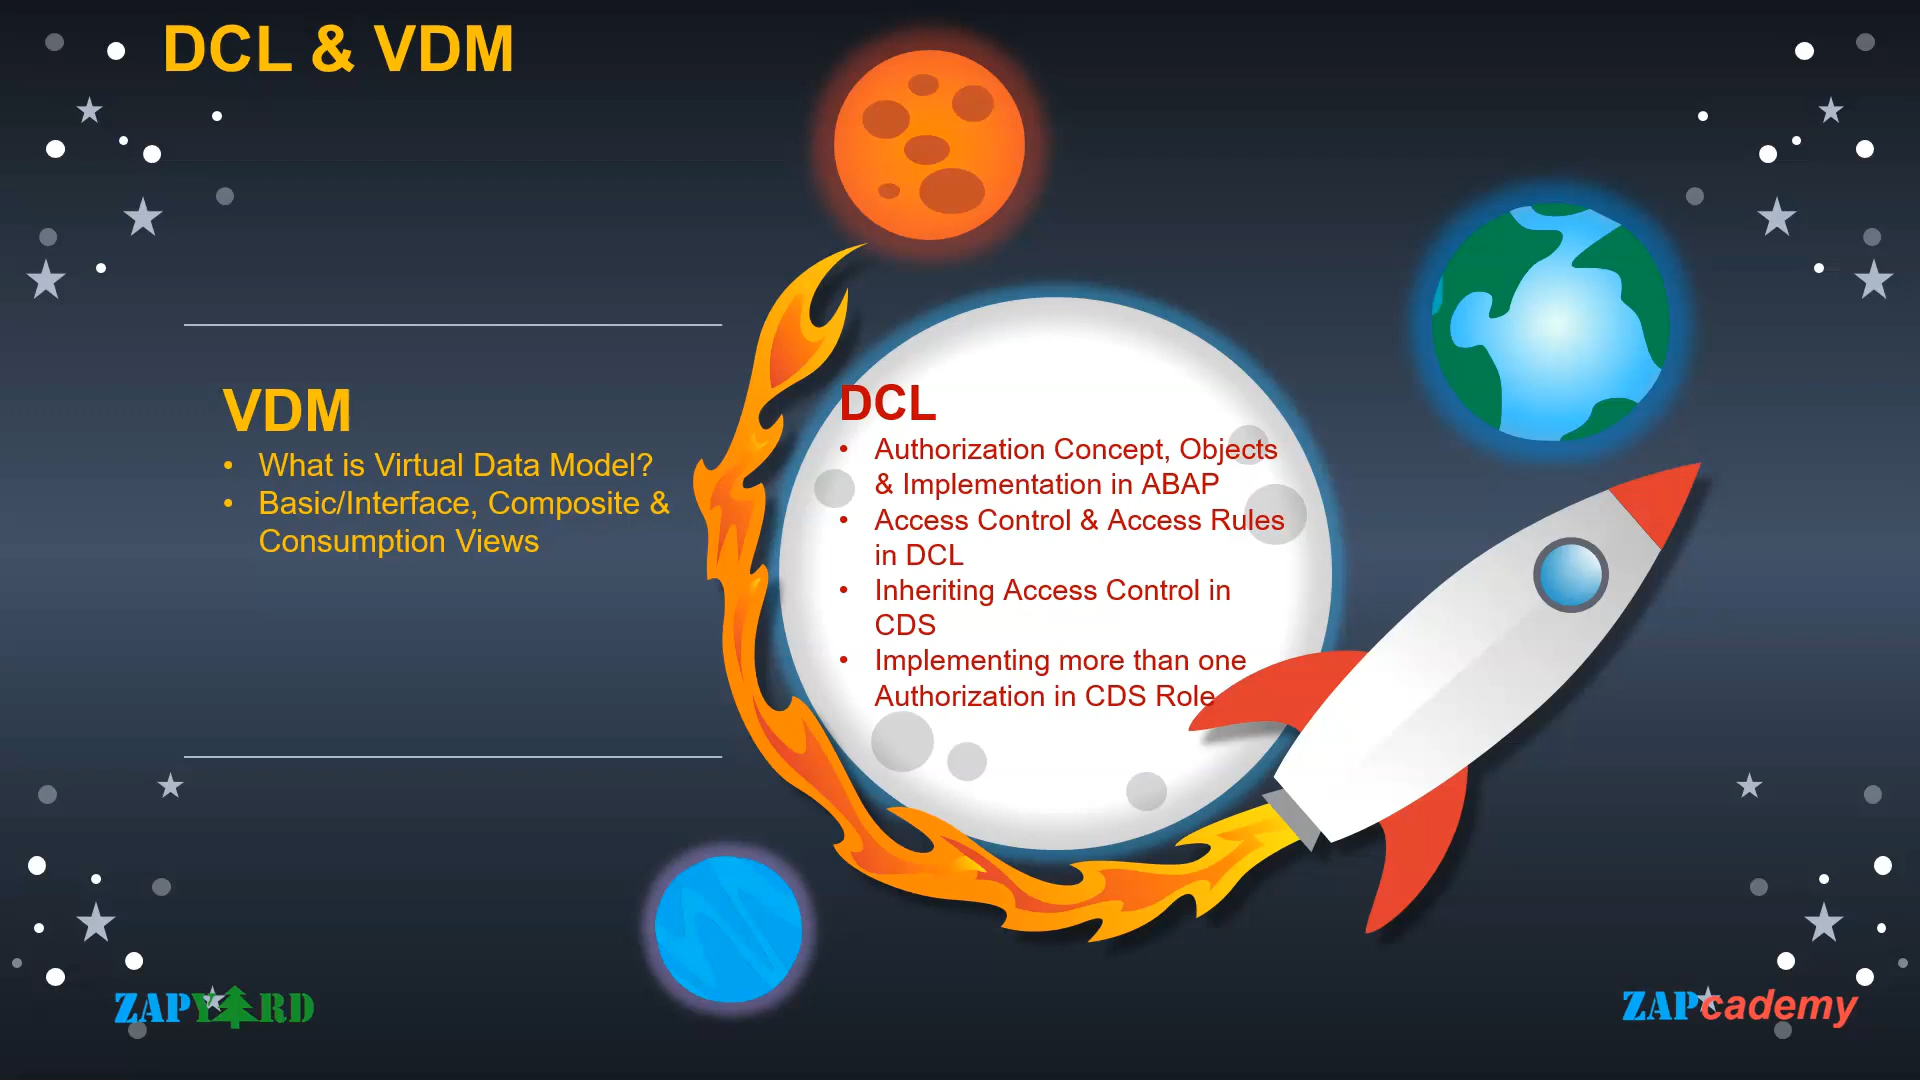 DCL & VDM
VDM
• What is Virtual Data Model?
• Basic/Interface, Composite &
Consumption Views
DCL
• Authorization Concept, Objects
& Implementation in ABAP
• Access Control & Access Rules
in DCL
• Inheriting Access Control in
CDS
• Implementing more than one
Authorization in CDS Role
ZAPYARD
ZAPcademy